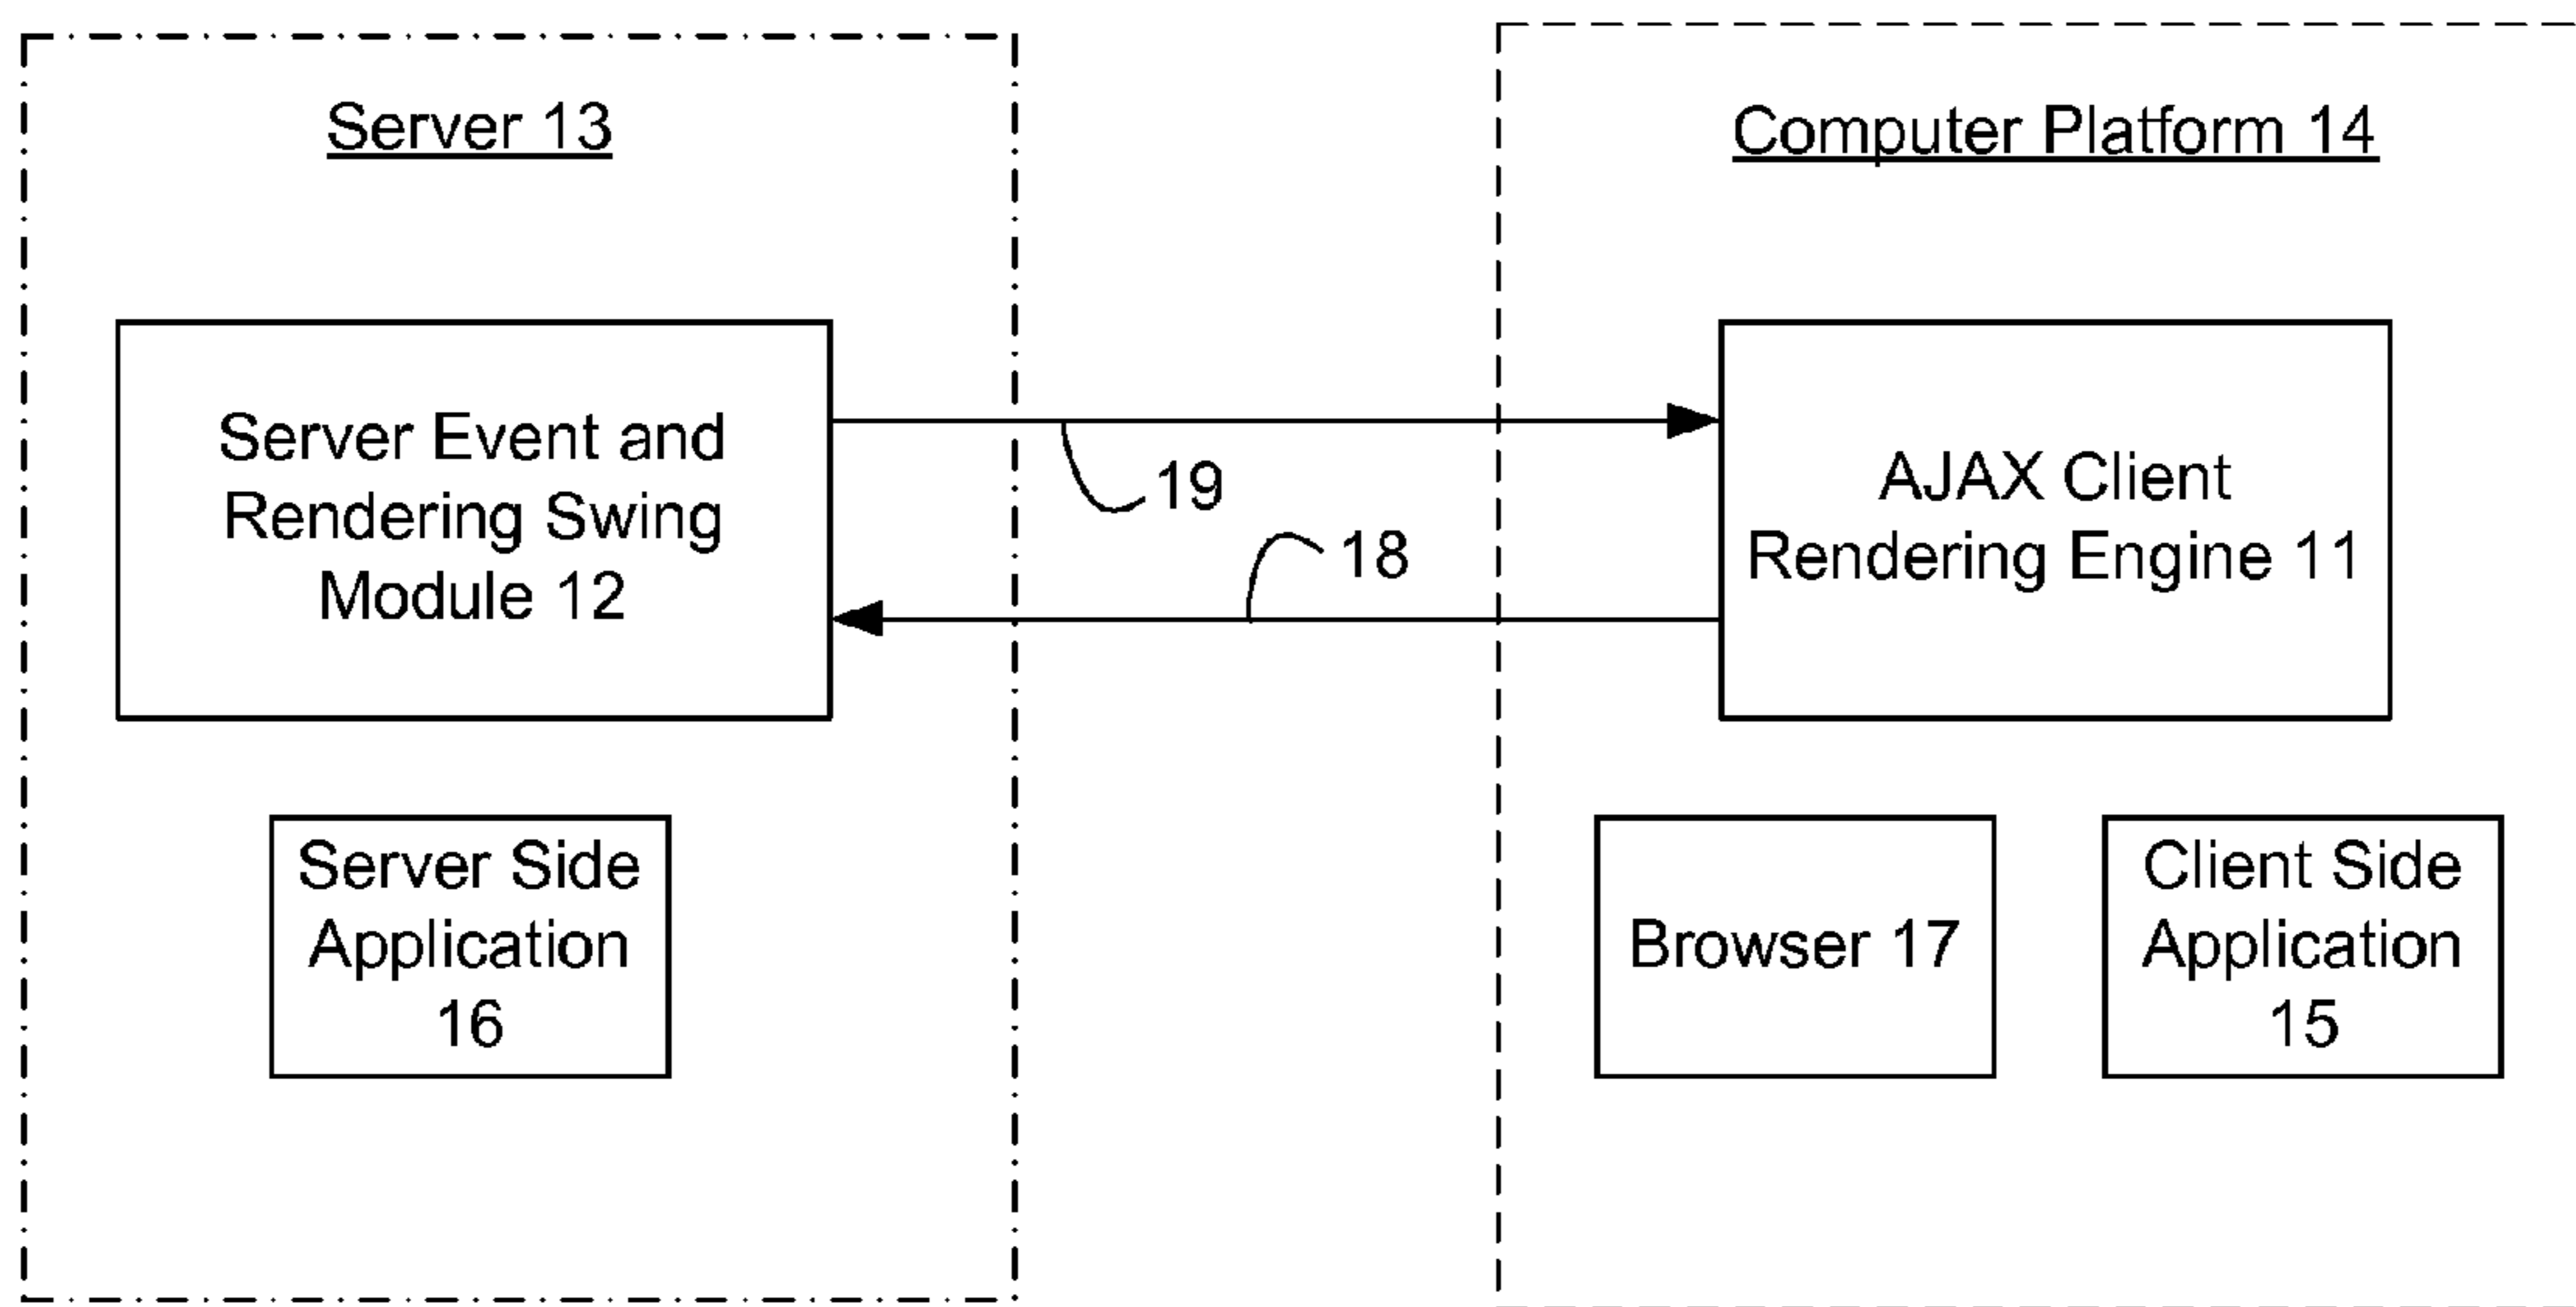 Server 13
Computer Platform 14
Server Event and
Rendering Swing
Module 12
19
18
AJAX Client
Rendering Engine 11
Server Side
Application
16
Browser 17
Client Side
Application
15